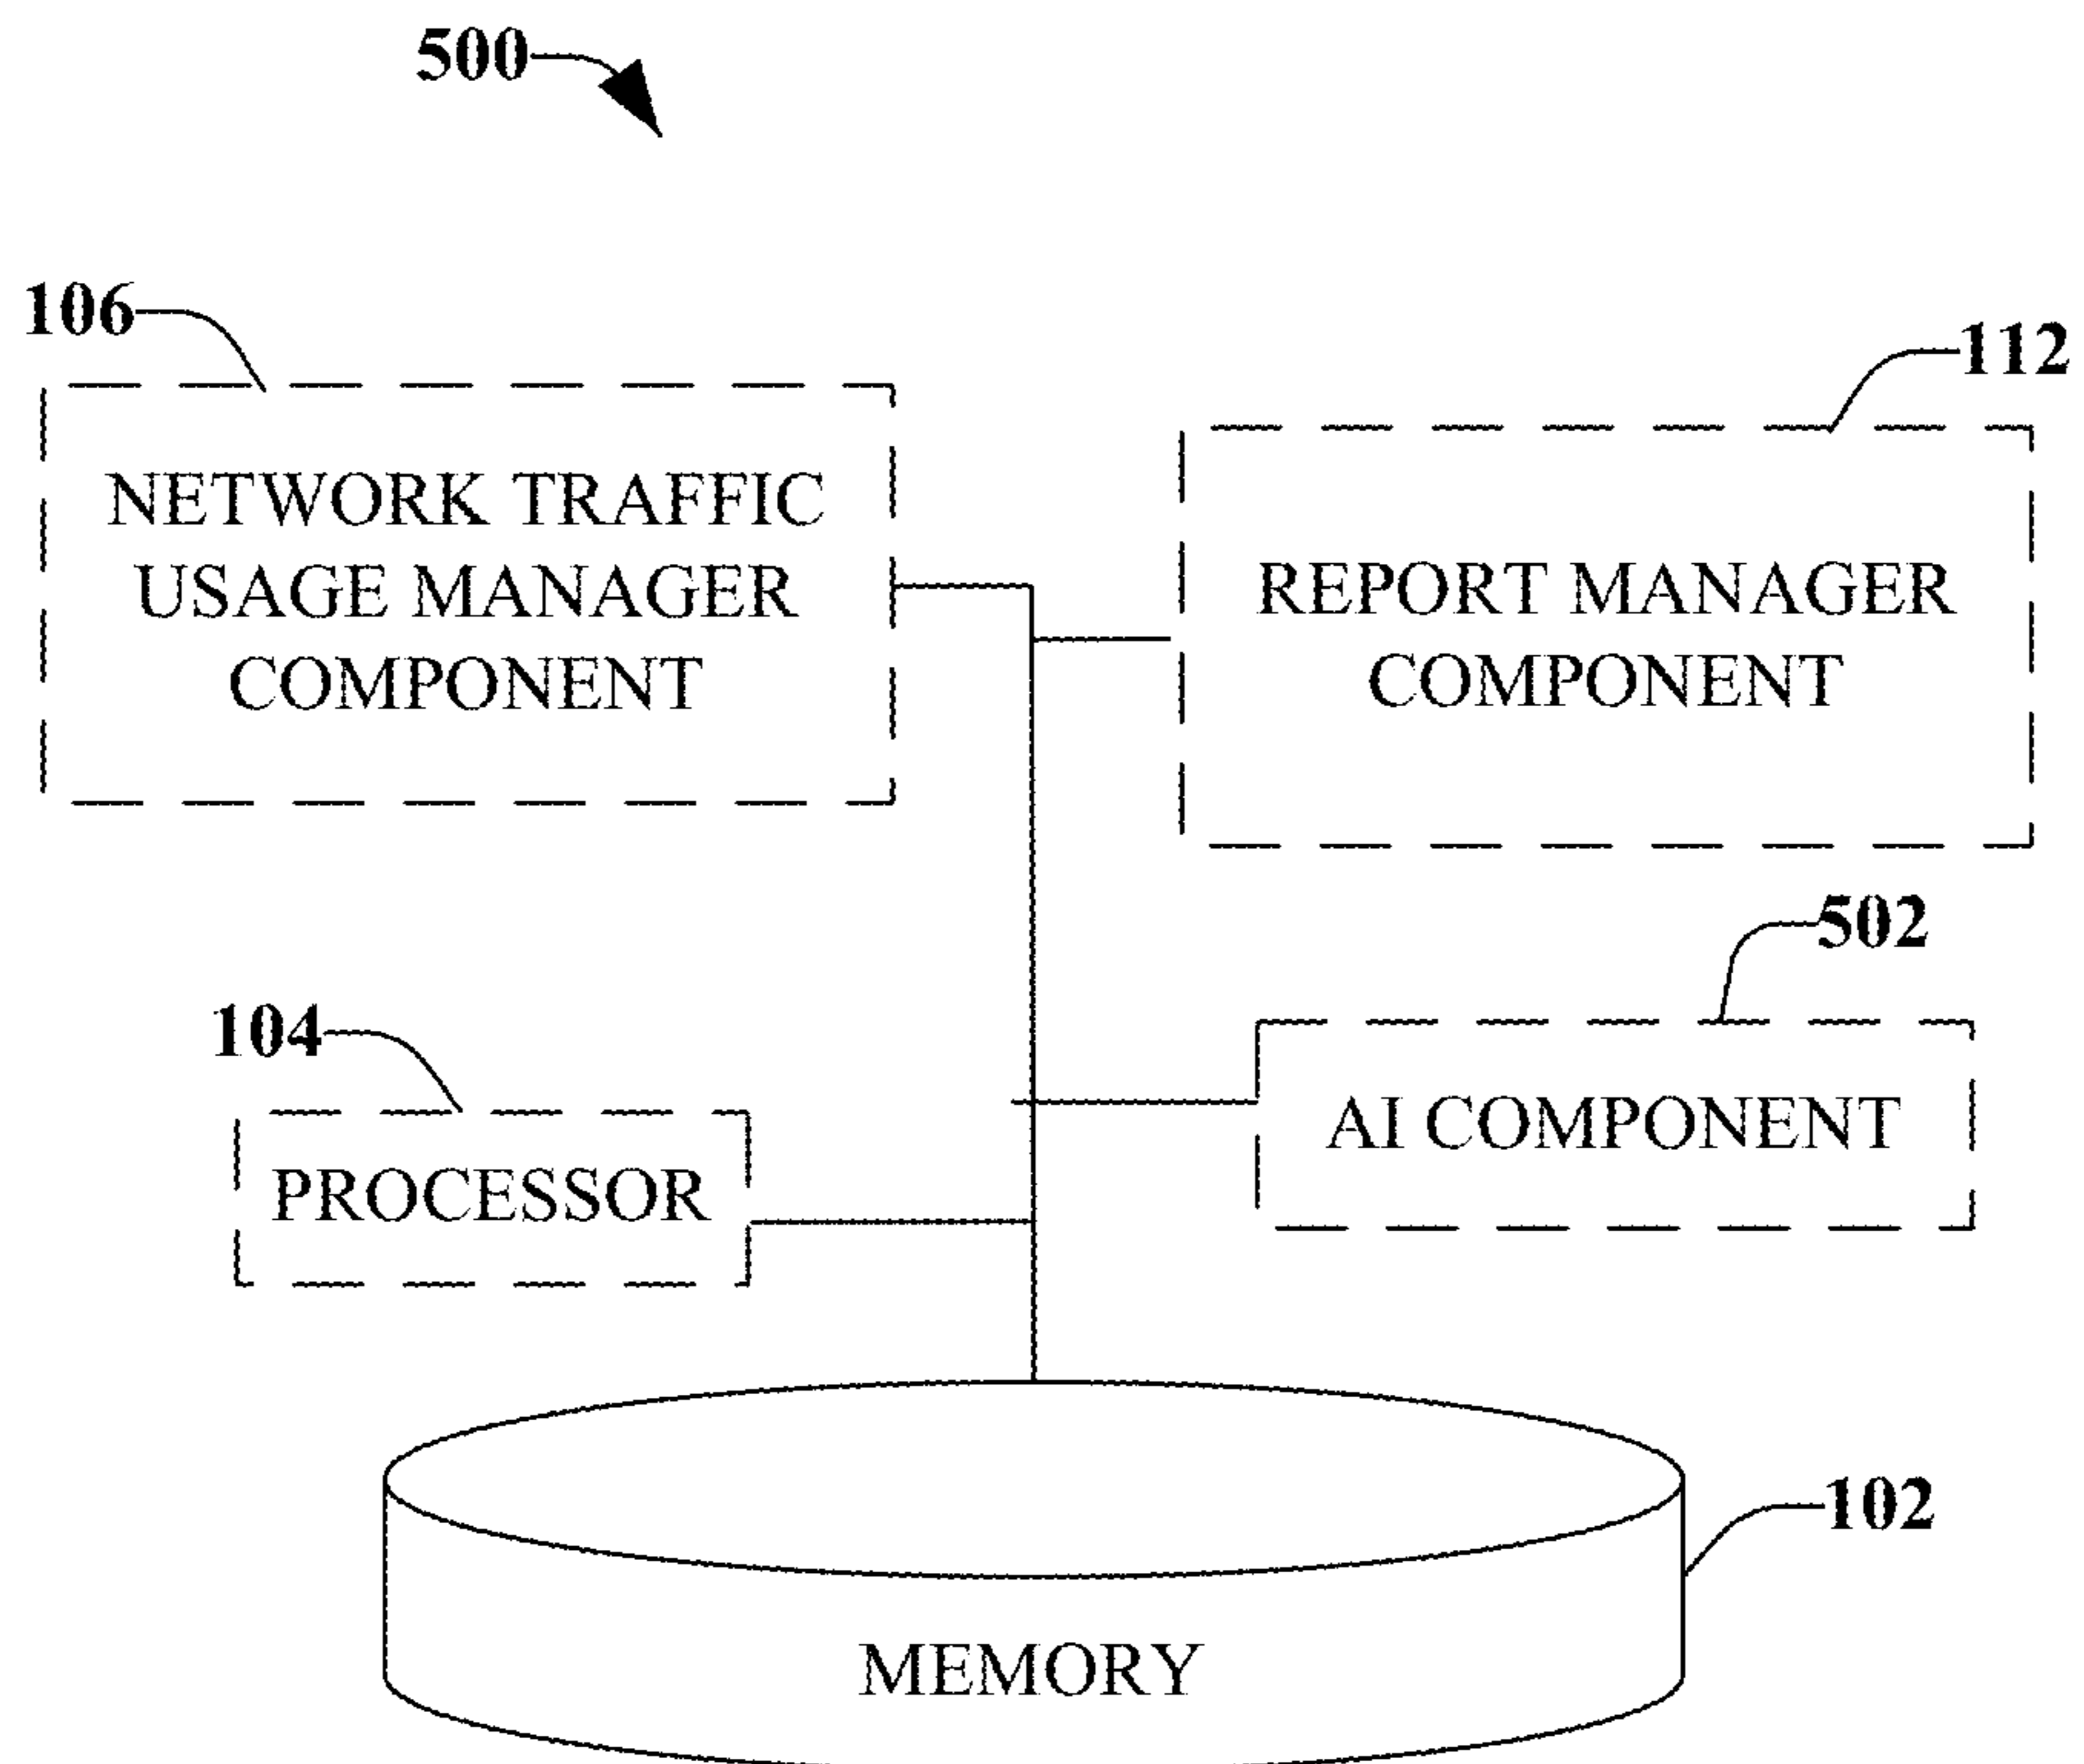 500
106
112
NETWORK TRAFFIC
USAGE MANAGER
COMPONENT
REPORT MANAGER
COMPONENT
502
104
AI COMPONENT
PROCESSOR
102
MEMORY